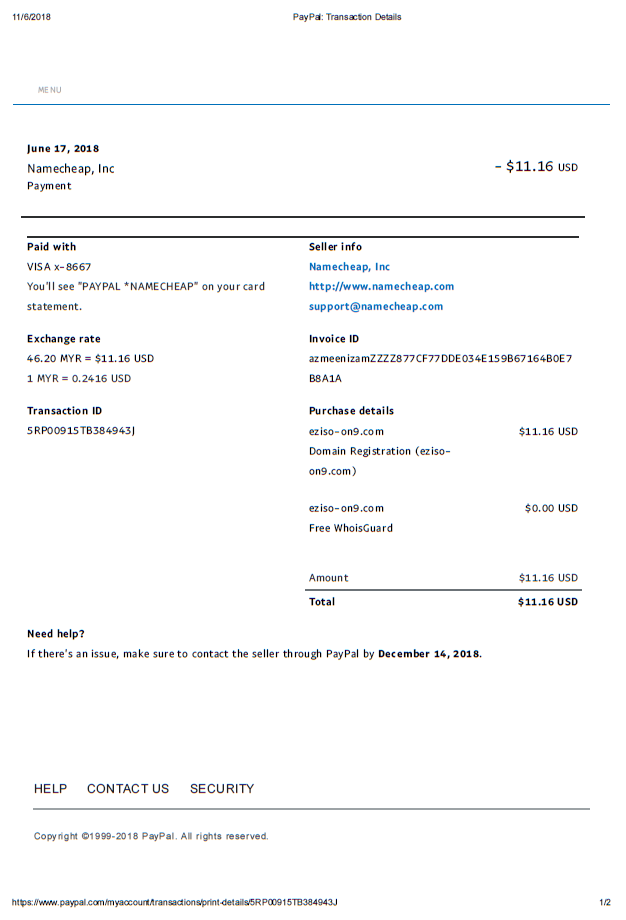 11/6/2018 PayPal: Transaction Details
MENU
June 17, 2018
Namecheap, Inc
- $11.16 USD
Payment
Paid with
VISA x-8667
You'll see "PAYPAL *NAMECHEAP" on your card
statement.
Exchange rate
46.20 MYR = $11.16 USD
1 MYR = 0.2416 USD
Transaction ID
5RP00915TB384943J
Seller info
Namecheap, Inc
http://www.namecheap.com
support@namecheap.com
Invoice ID
azmeenizamZZZZ877CF77DDE034E159B67164B0E7
B8A1A
Purchase details
eziso-on9.com $11.16 USD
Domain Registration (eziso-
on9.com)
eziso-on9.com $0.00 USD
Free WhoisGuard
Amount $11.16 USD
Total $11.16 USD
Need help?
If there's an issue, make sure to contact the seller through PayPal by December 14, 2018.
HELP CONTACT US SECURITY
Copyright ©1999-2018 PayPal. All rights reserved.
https://www.paypal.com/myaccount/transactions/print-details/5RP00915TB384943J 1/2